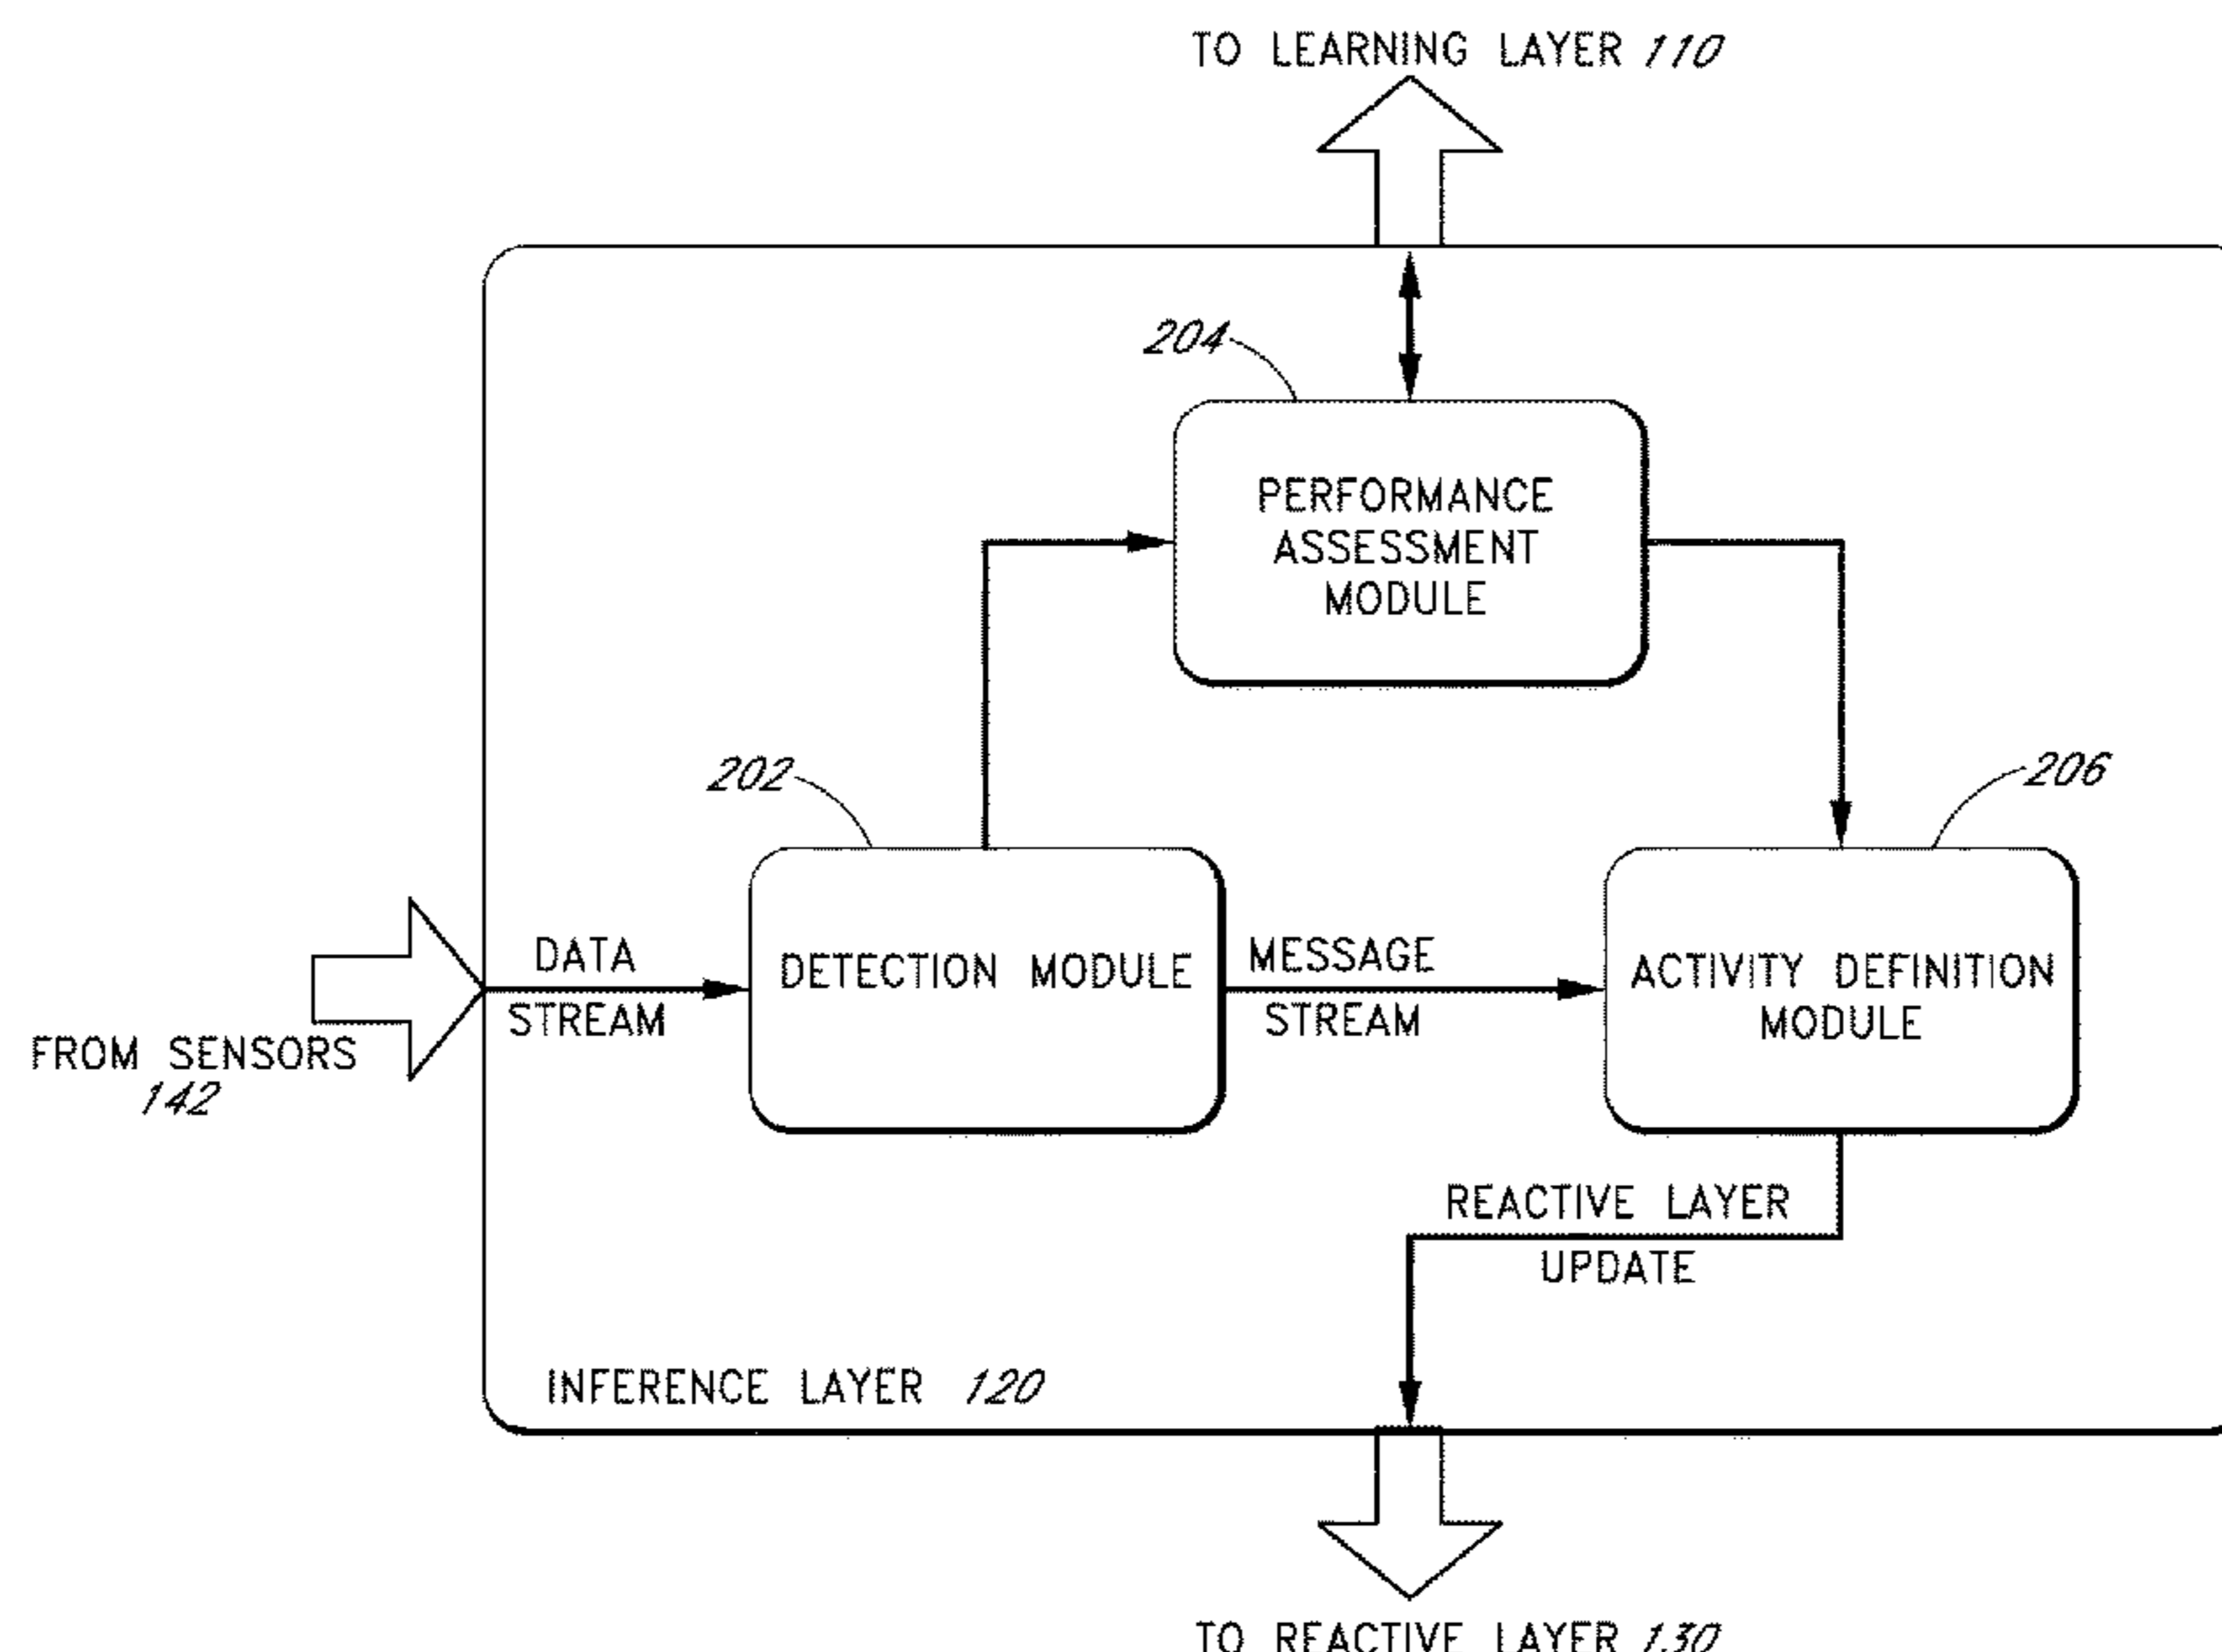 TO LEARNING LAYER 110
204
PERFORMANCE
ASSESSMENT
MODULE
202
206
DATA
STREAM
DETECTION MODULE
MESSAGE
STREAM
ACTIVITY DEFINITION
MODULE
FROM SENSORS
142
REACTIVE LAYER
UPDATE
INFERENCE LAYER 120
TO REACTIVE LAYER 130